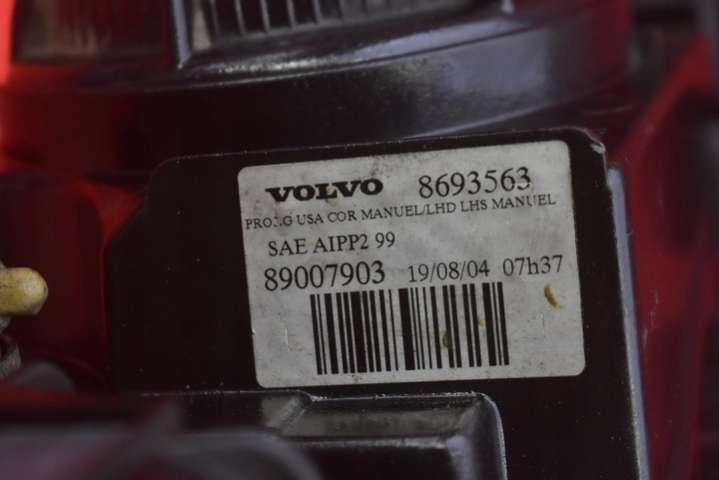 VOLVO 8693563
PROJ.G USA COR MANUEL/LHD LHS MANUEL
SAE AIPP2 99
89007903 19/08/04 07h37